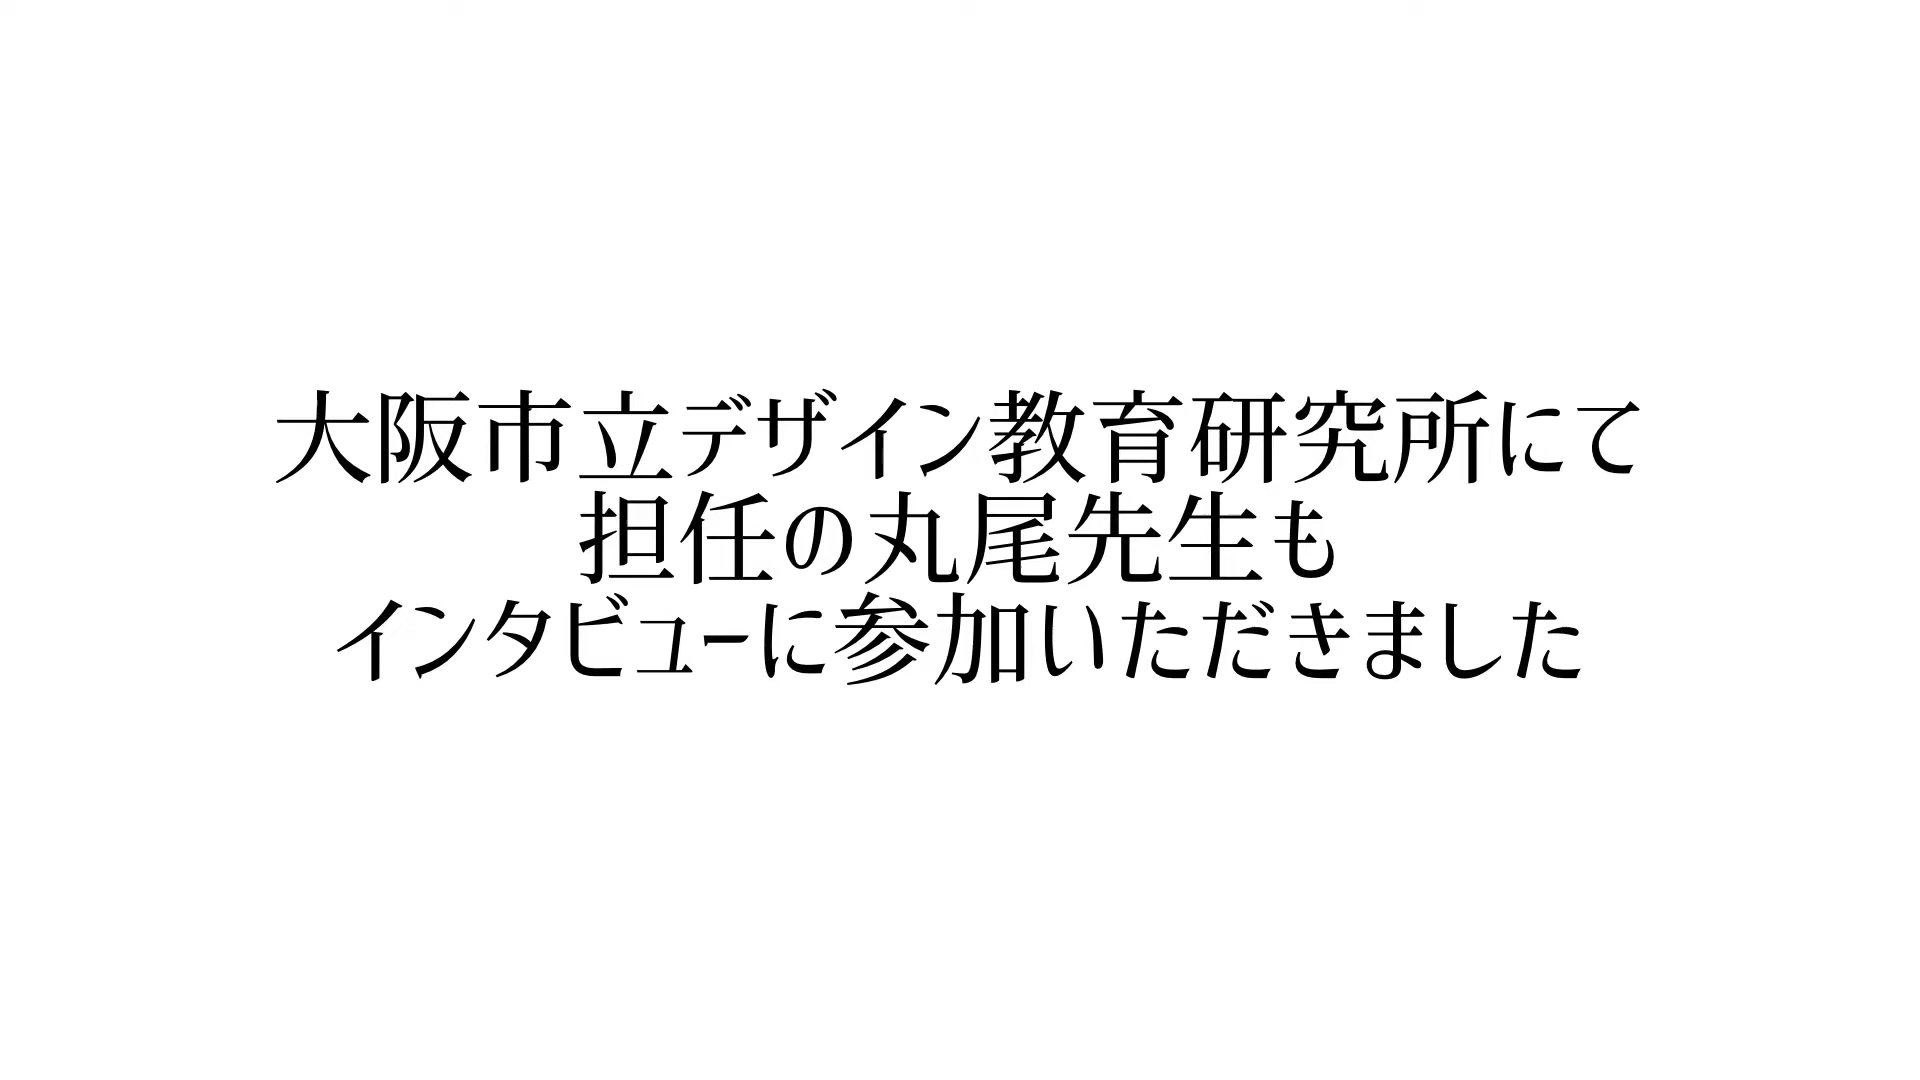 大阪市立デザイン教育研究所にて
担任の丸尾先生も
インタビューに参加いただきました